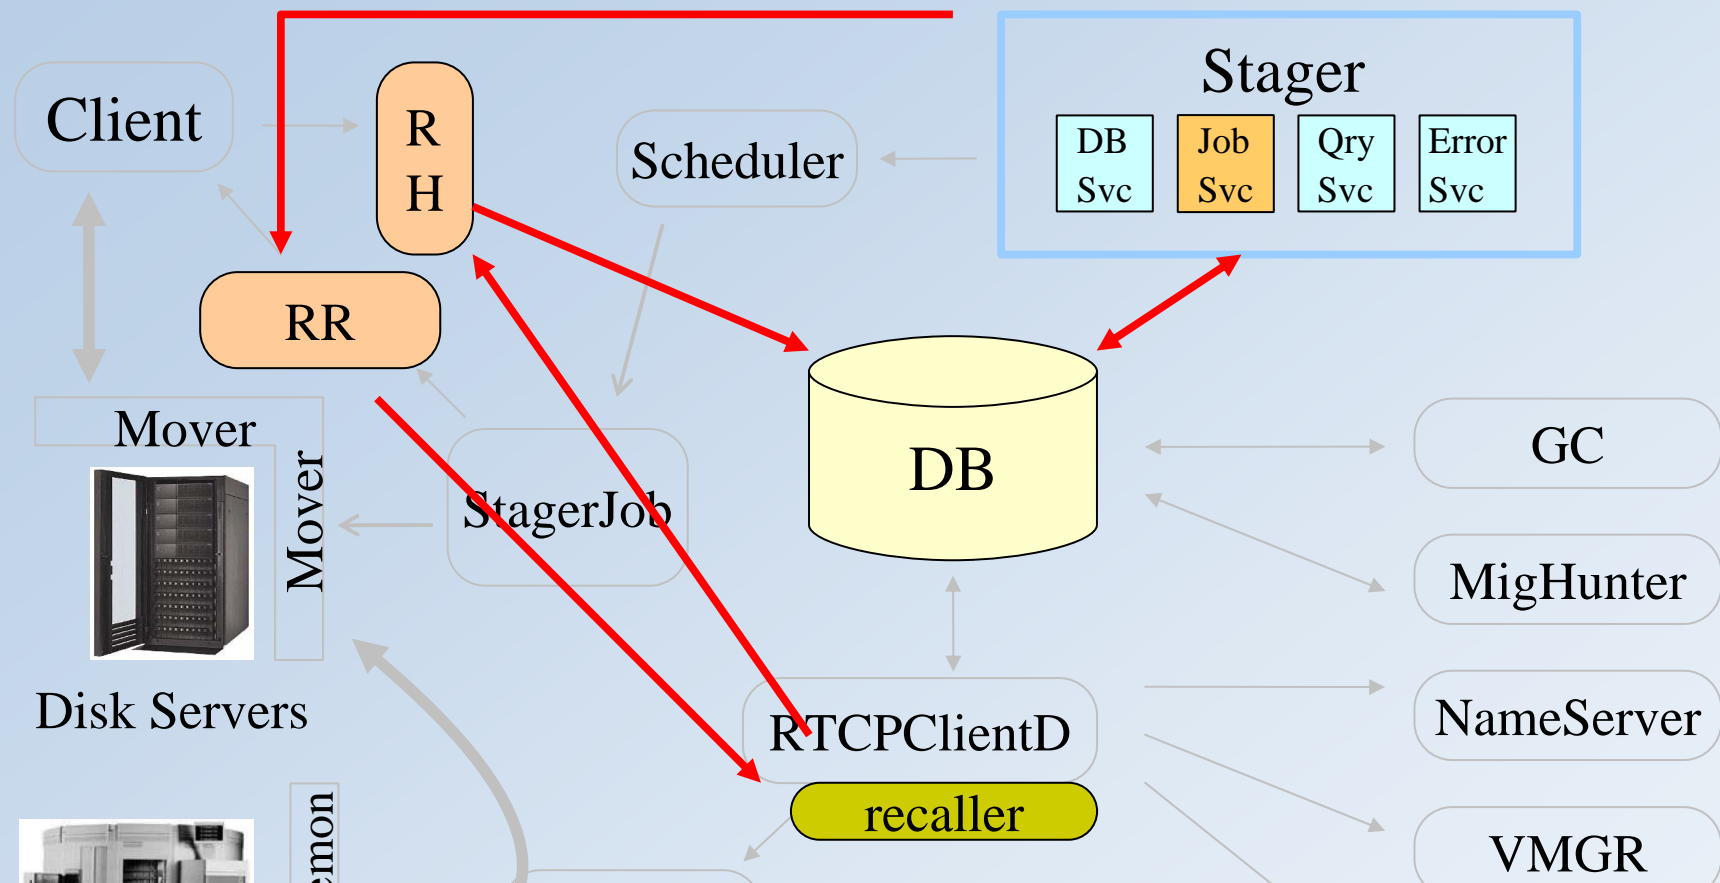 Stager
Client
R
H
Scheduler
DB
Svc
Job
Svc
Qry
Svc
Error
Svc
RR
Mover
Mover
StagerJob
DB
GC
MigHunter
Disk Servers
RTCPClientD
NameServer
recaller
VMGR